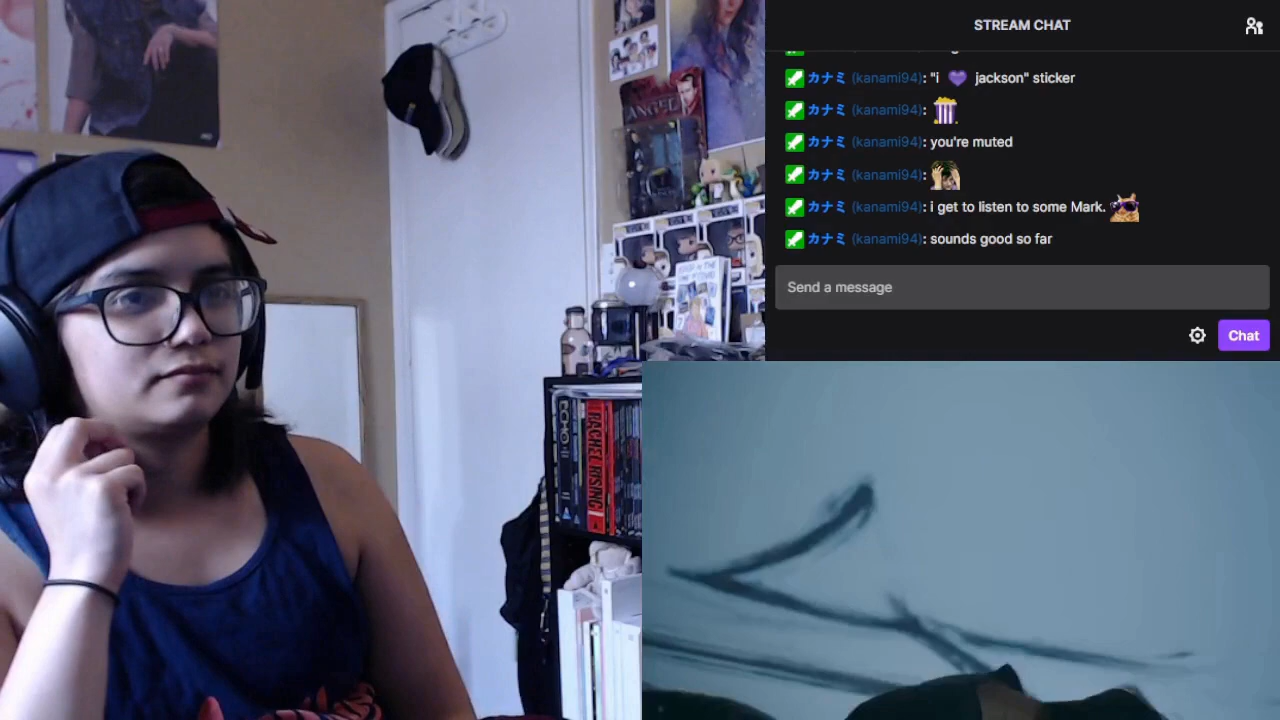 STREAM CHAT
カナミ (kanami94): "i 💜 jackson" sticker
カナミ (kanami94):
カナミ (kanami94): you're muted
カナミ (kanami94):
カナミ (kanami94): i get to listen to some Mark.
カナミ (kanami94): sounds good so far
Send a message
Chat
ANGEL
ECHO
RACHEL RISING